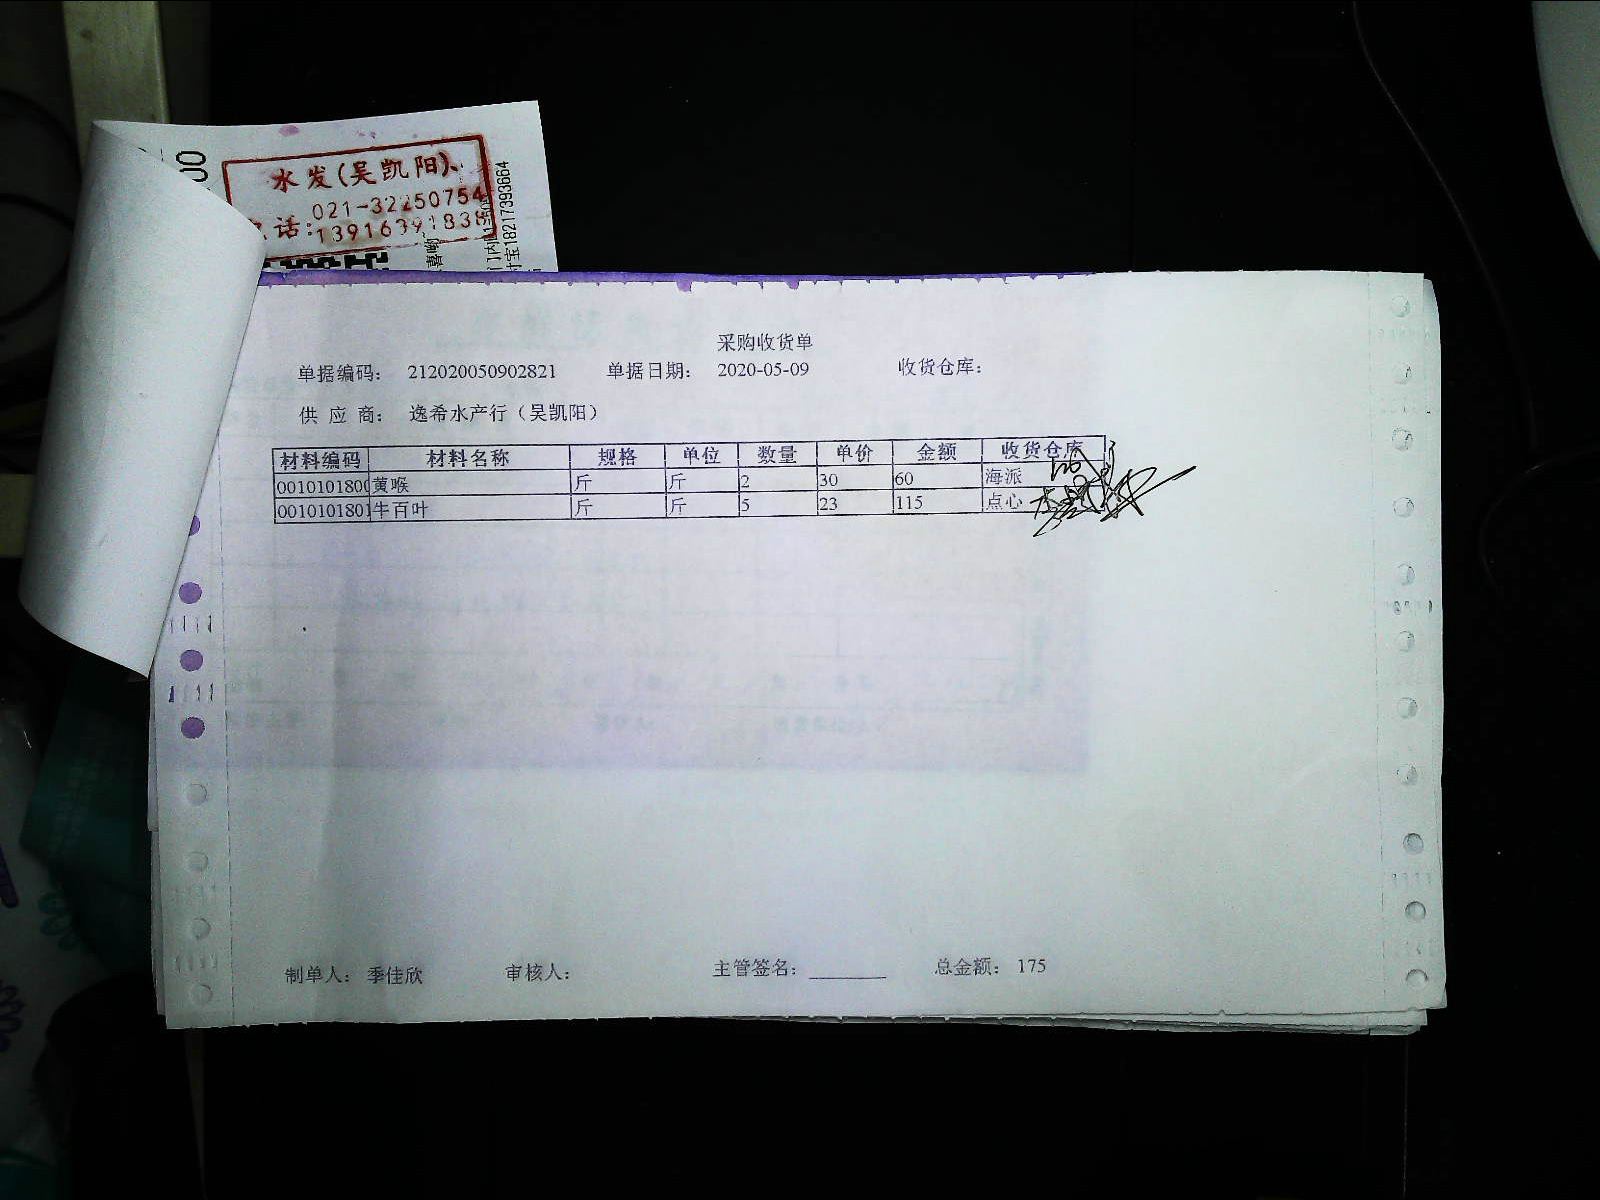 00
水发(吴凯阳)
021-32250754
话:13916391835
18217393664
采购收货单
单据编码: 212020050902821 单据日期: 2020-05-09 收货仓库:
供 应 商: 逸希水产行（吴凯阳）
材料编码 材料名称 规格 单位 数量 单价 金额 收货仓库
0010101800 黄喉 斤 斤 2 30 60 海派
0010101801 牛百叶 斤 斤 5 23 115 点心
制单人: 季佳欣 审核人: 主管签名: ________ 总金额: 175